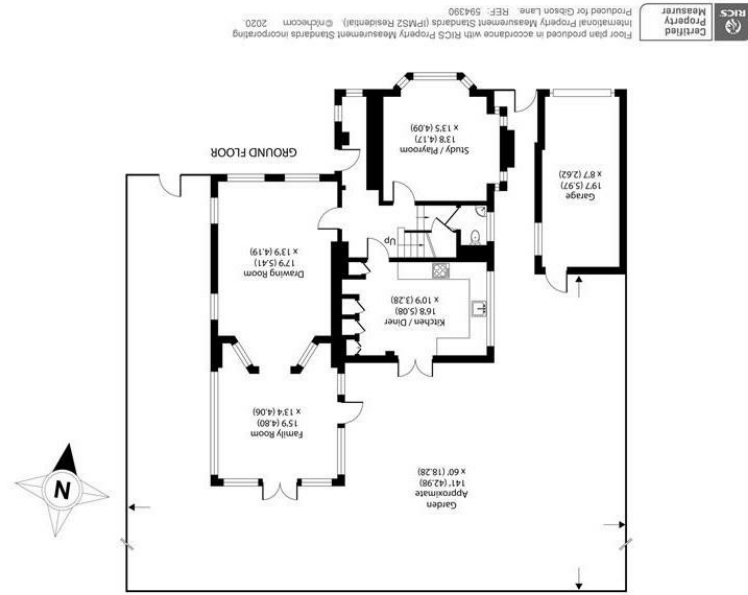 Garden
Approximate
141' (42.98)
x 60' (18.28)
N
Family Room
15'9 (4.80)
x 13'4 (4.06)
Kitchen / Diner
16'8 (5.08)
x 10'9 (3.28)
Drawing Room
17'9 (5.41)
x 13'9 (4.19)
Up
Garage
19'7 (5.97)
x 8'7 (2.62)
Study / Playroom
13'8 (4.17)
x 13'5 (4.09)
GROUND FLOOR
RICS
Certified
Property
Measurer
Floor plan produced in accordance with RICS Property Measurement Standards incorporating
International Property Measurement Standards (IPMS2 Residential). ©nichecom 2020.
Produced for Gibson Lane. REF: 594390